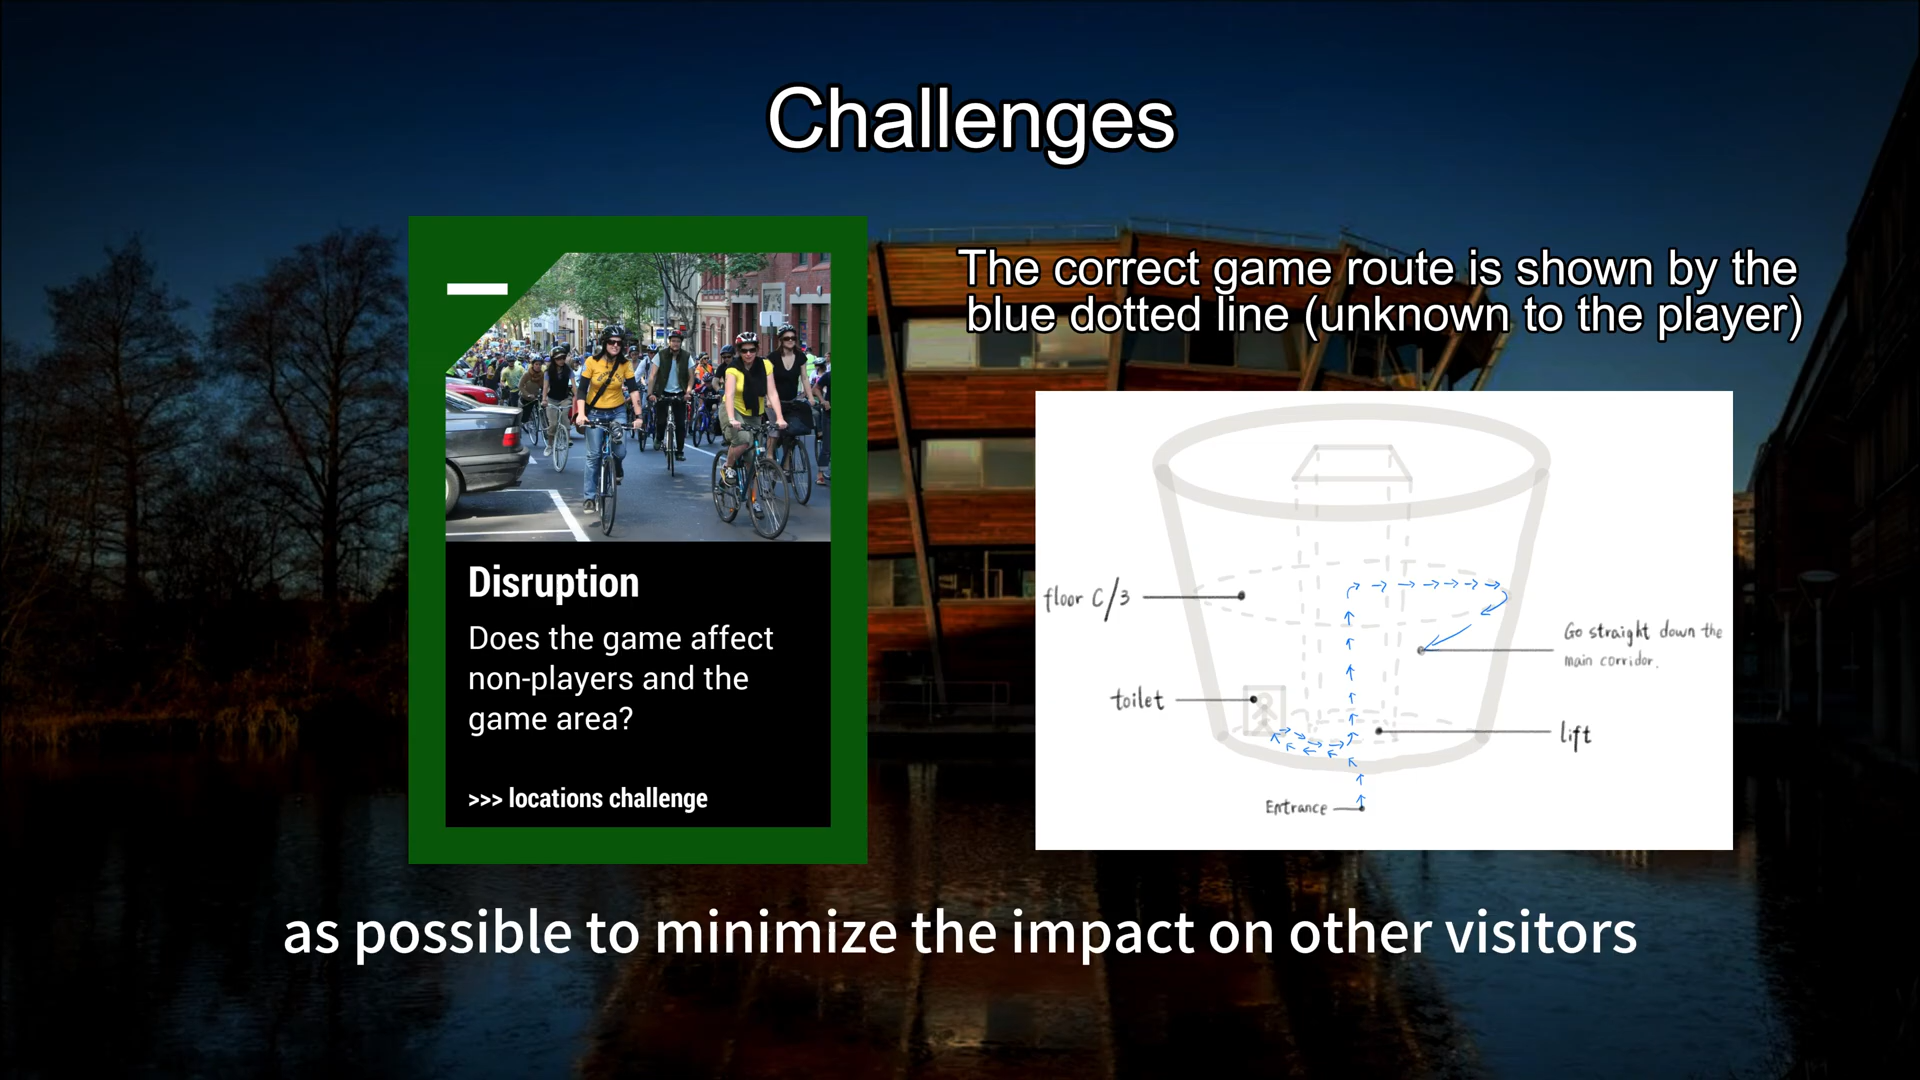 Challenges
The correct game route is shown by the
blue dotted line (unknown to the player)
Disruption
Does the game affect
non-players and the
game area?
>>> locations challenge
floor C/3
toilet
Entrance
Go straight down the
main corridor.
lift
as possible to minimize the impact on other visitors